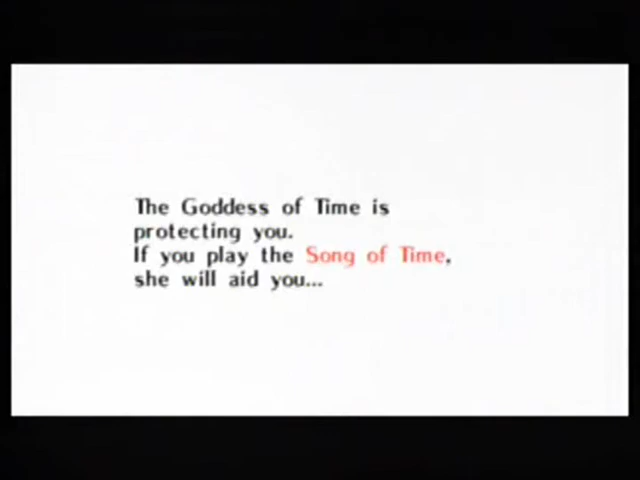 The Goddess of Time is
protecting you.
If you play the Song of Time,
she will aid you...